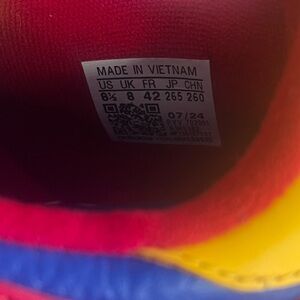 MADE IN VIETNAM
US UK FR JP CHN
8½ 8 42 265 260
07/24